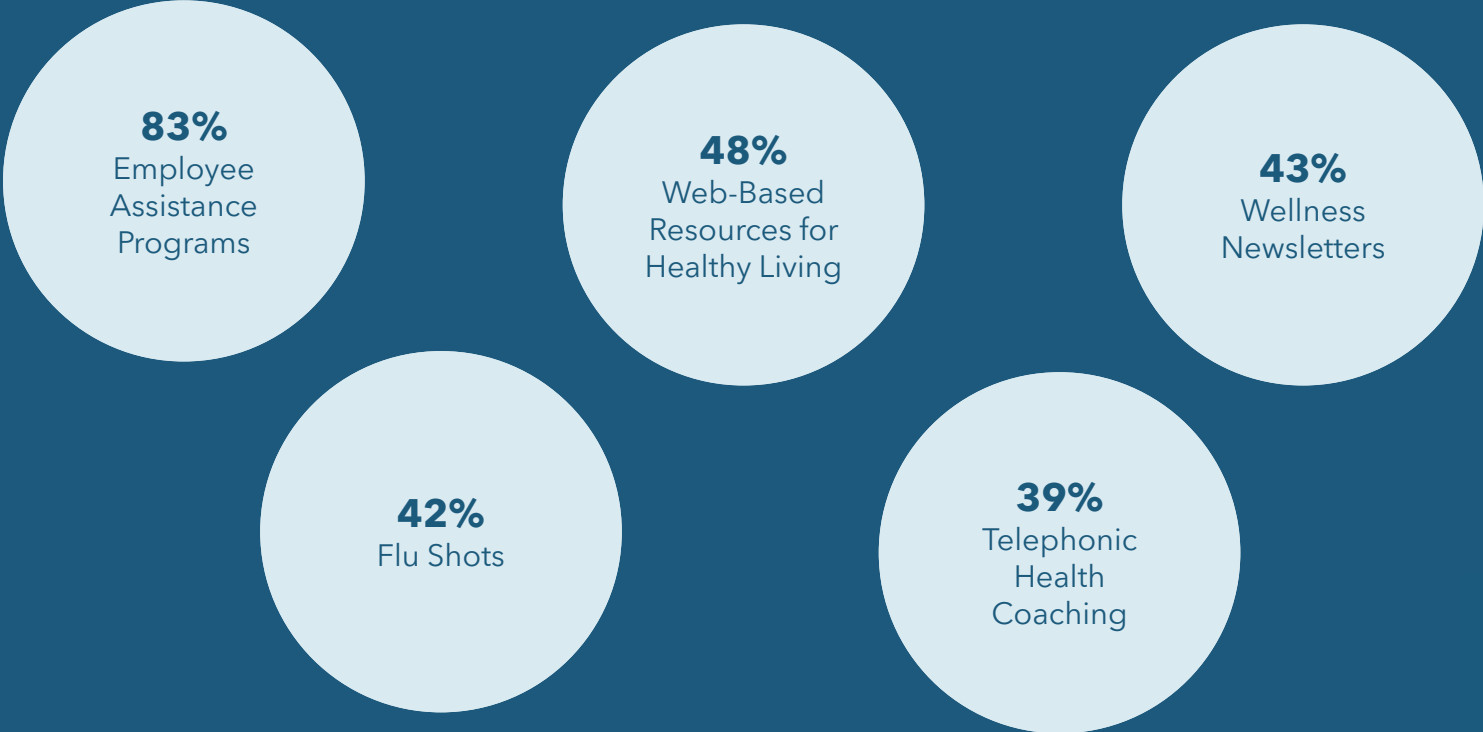 83%
Employee
Assistance
Programs
48%
Web-Based
Resources for
Healthy Living
43%
Wellness
Newsletters
42%
Flu Shots
39%
Telephonic
Health
Coaching